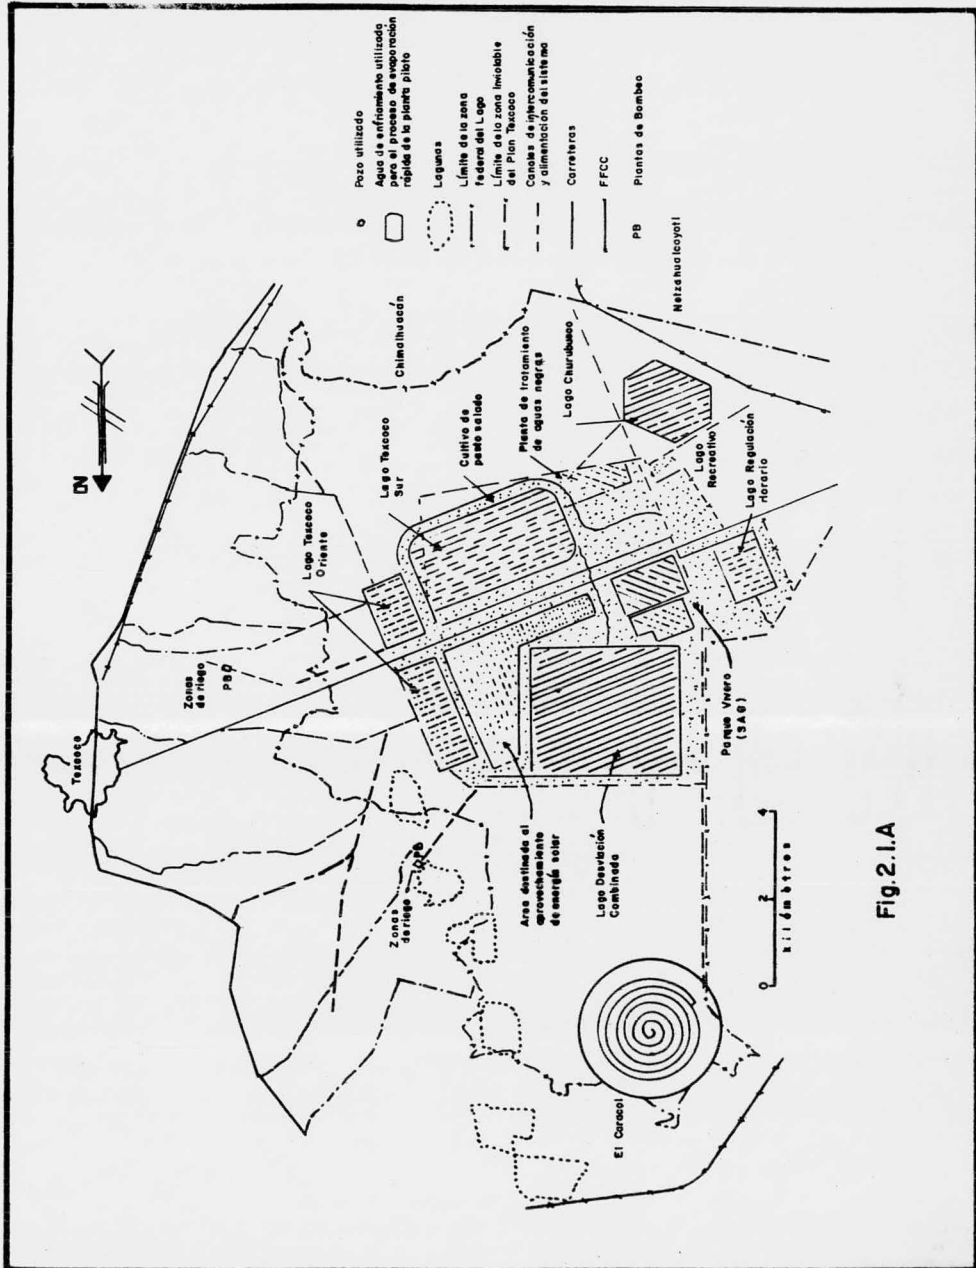 Pozo utilizado
Agua de enfriamiento utilizada
para el proceso de evaporación
rápida de la planta piloto
Lagunas
Límite de la zona
federal del Lago
Límite de la zona inviolable
del Plan Texcoco
Canales de intercomunicación
y alimentación del sistema
Carreteras
FFCC
PB
Plantas de Bombeo
N
Texcoco
Zonas
de riego
PB
Lago Texcoco
Oriente
Chimalhuacán
Lago Texcoco
Sur
Cultivo de
pasto salado
Planta de tratamiento
de aguas negras
Lago Churubusco
Netzahualcoyotl
Lago
Recreativo
Lago Regulación
Horario
Zonas
de riego
PB
Area destinada al
aprovechamiento
de energía solar
Lago Desviación
Combinada
Parque Vivero
(SAG)
El Caracol
0 2 4
kilómetros
Fig. 2.1.A